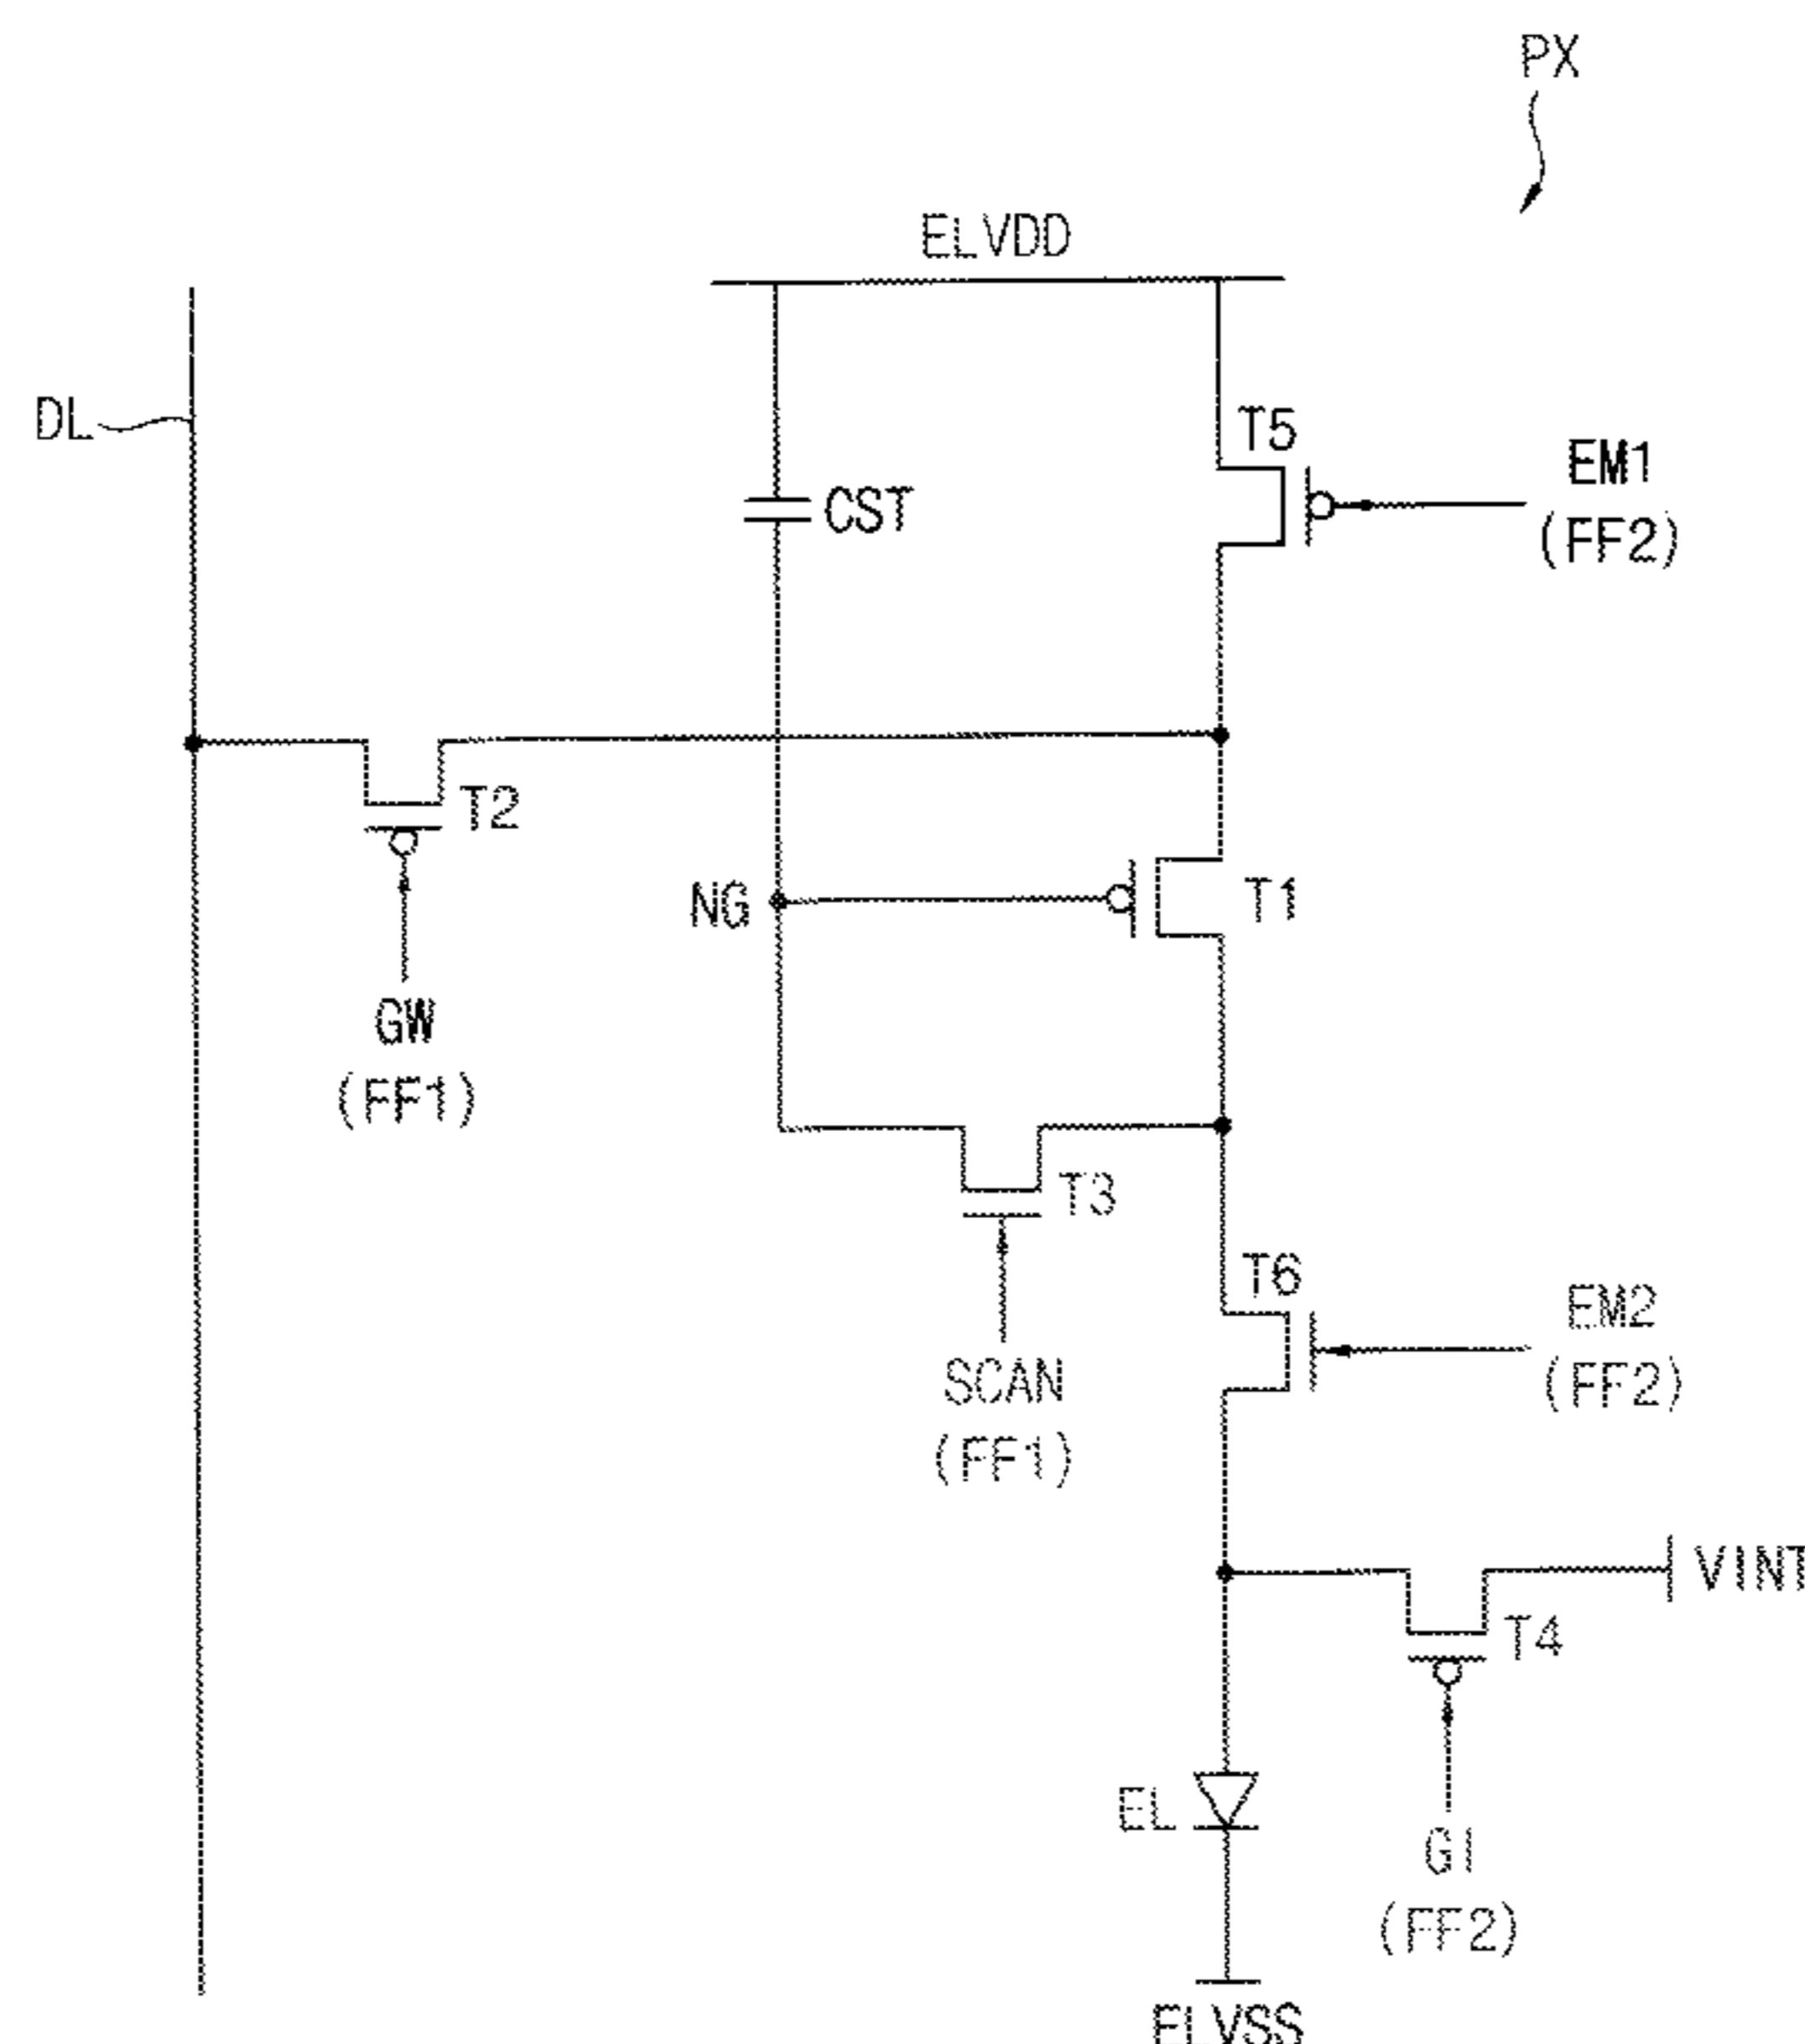 PX
ELVDD
DL
T5
EM1
(FF2)
CST
T2
NG
T1
GW
(FF1)
T3
T6
EM2
(FF2)
SCAN
(FF1)
VINT
T4
EL
GI
(FF2)
ELVSS